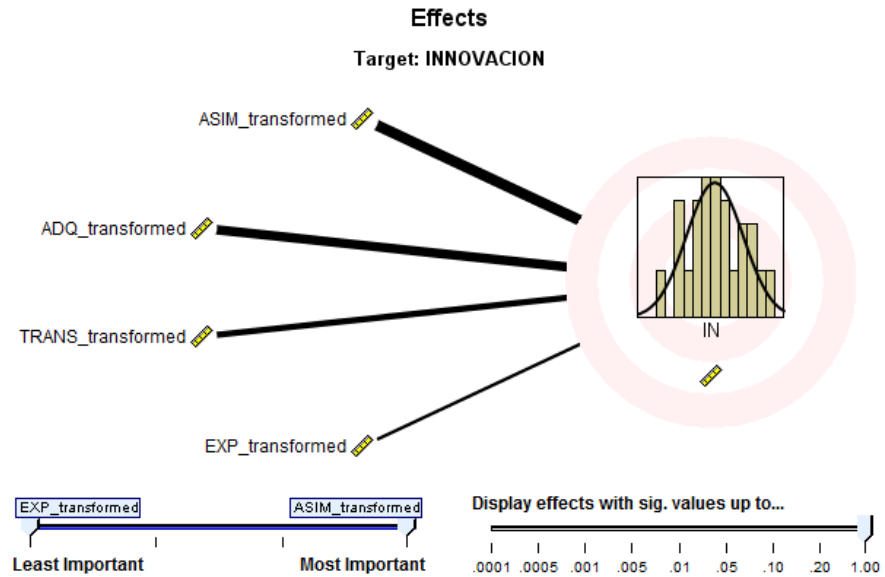 Effects
Target: INNOVACION
ASIM_transformed
ADQ_transformed
TRANS_transformed
EXP_transformed
IN
EXP_transformed ASIM_transformed
Least Important Most Important
Display effects with sig. values up to...
.0001 .0005 .001 .005 .01 .05 .10 .20 1.00